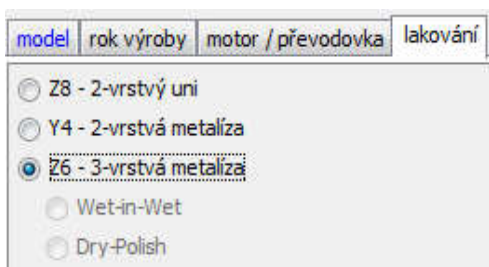 model rok výroby motor / převodovka lakování
Z8 - 2-vrstvý uni
Y4 - 2-vrstvá metalíza
Z6 - 3-vrstvá metalíza
Wet-in-Wet
Dry-Polish